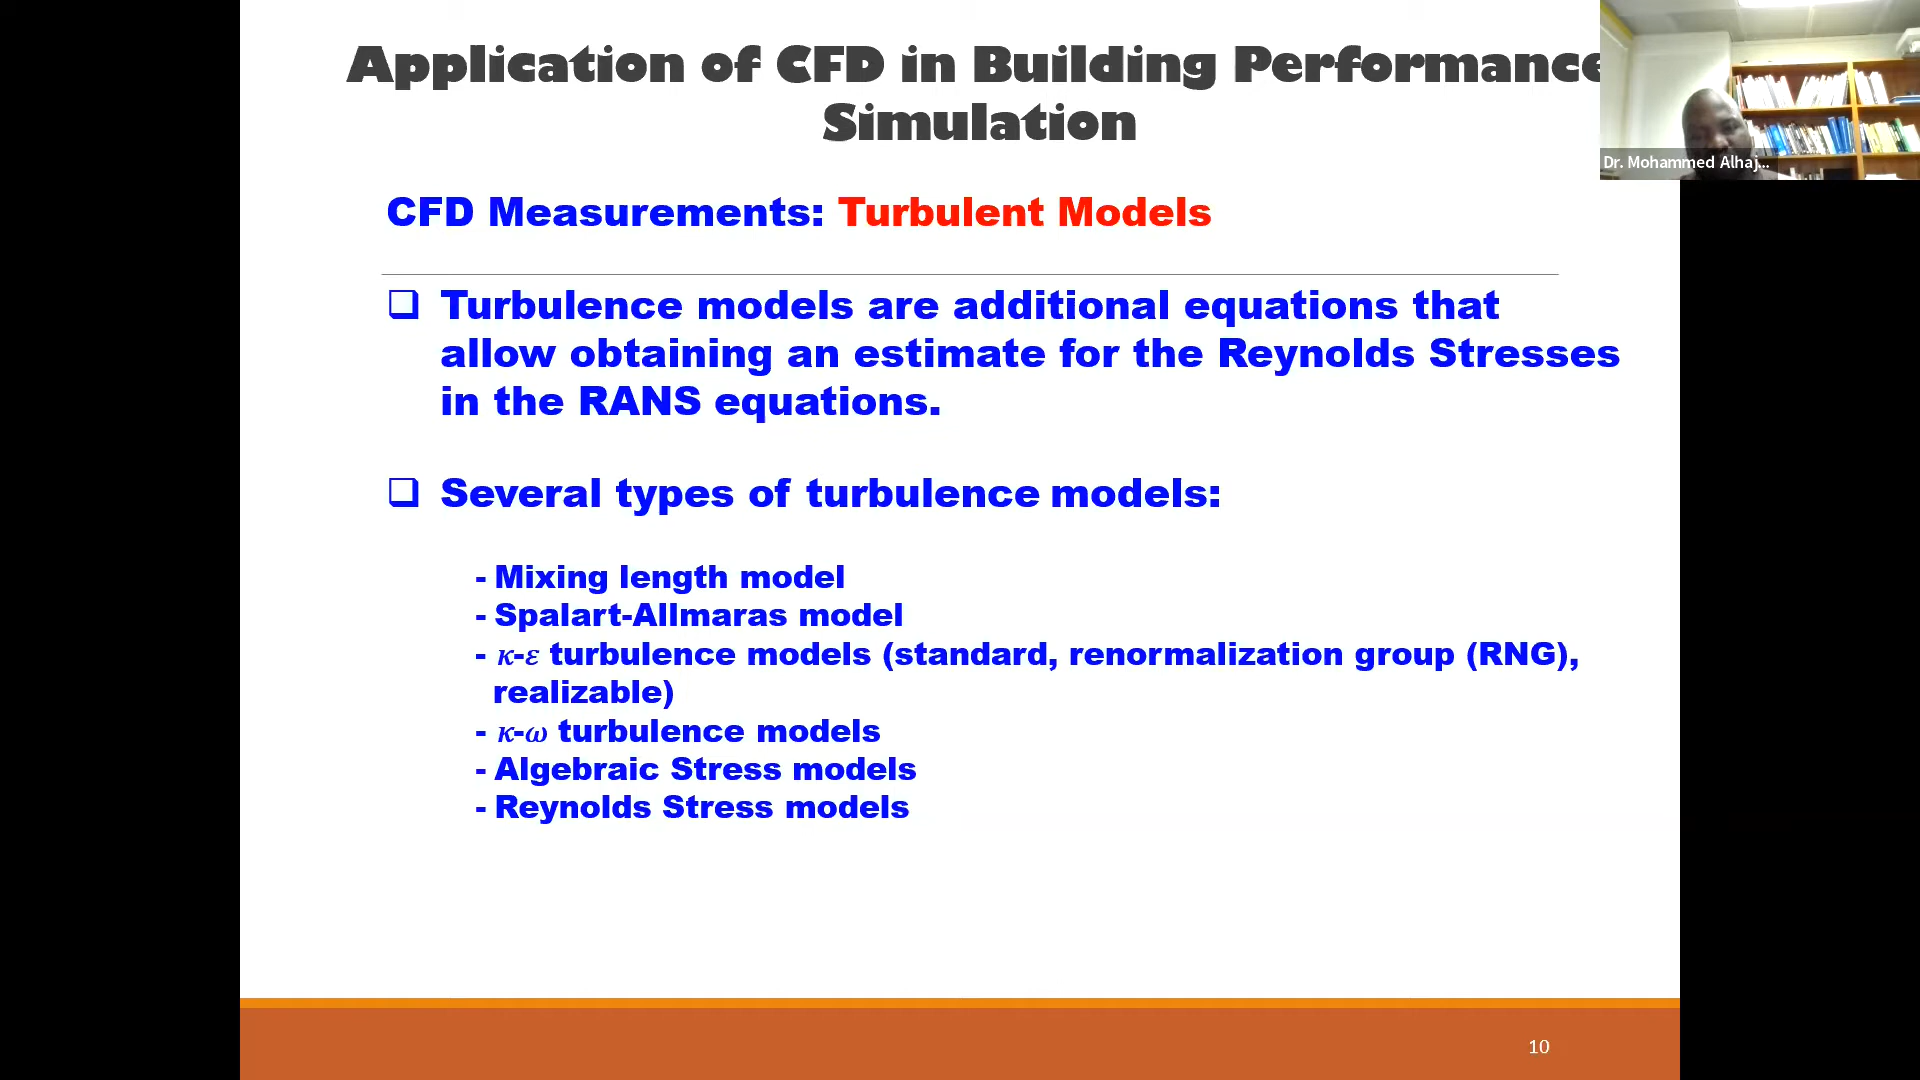 Application of CFD in Building Performance
Simulation
Dr. Mohammed Alhaj...
CFD Measurements: Turbulent Models
❑ Turbulence models are additional equations that
allow obtaining an estimate for the Reynolds Stresses
in the RANS equations.
❑ Several types of turbulence models:
- Mixing length model
- Spalart-Allmaras model
- κ-ε turbulence models (standard, renormalization group (RNG),
realizable)
- κ-ω turbulence models
- Algebraic Stress models
- Reynolds Stress models
10